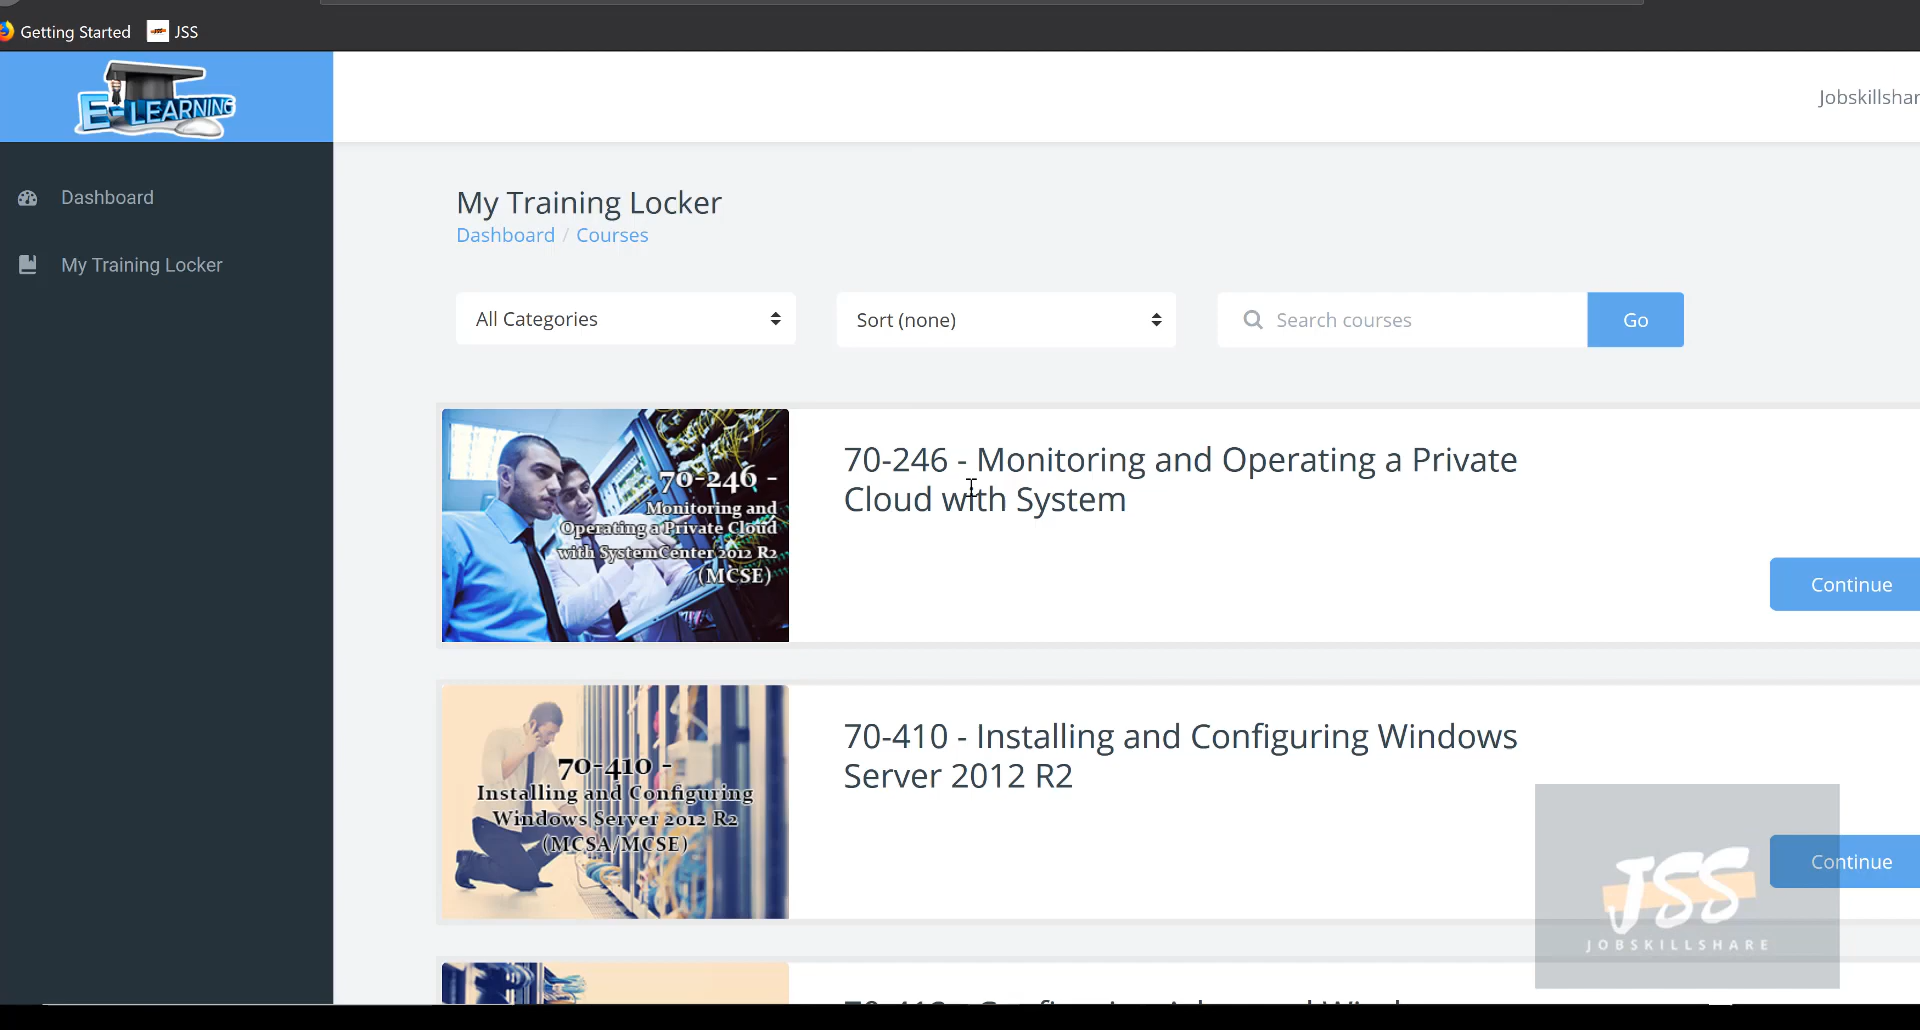 Getting Started
JSS
E-LEARNING
Jobskillshar
Dashboard
My Training Locker
My Training Locker
Dashboard / Courses
All Categories
Sort (none)
Search courses
Go
70-246 -
Monitoring and
Operating a Private Cloud
with SystemCenter 2012 R2
(MCSE)
70-246 - Monitoring and Operating a Private
Cloud with System
Continue
70-410 -
Installing and Configuring
Windows Server 2012 R2
(MCSA/MCSE)
70-410 - Installing and Configuring Windows
Server 2012 R2
Continue
JSS
JOBSKILLSHARE